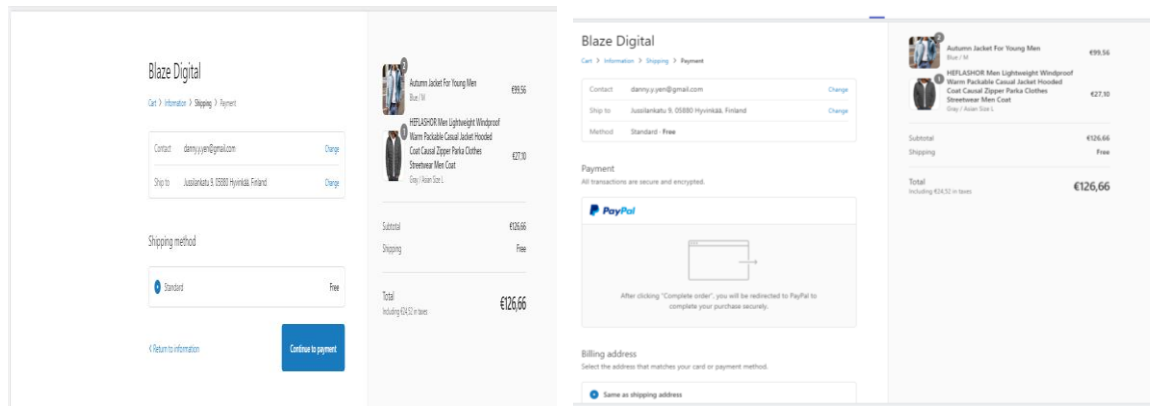 Blaze Digital
Cart > Information > Shipping > Payment
Contact danny.y.yen@gmail.com Change
Ship to Jussilankatu 9, 05880 Hyvinkää, Finland Change
Shipping method
Standard Free
< Return to information Continue to payment
2
Autumn Jacket For Young Men
Blue / M
€99,56
1
HEFLASHOR Men Lightweight Windproof
Warm Packable Casual Jacket Hooded
Coat Causal Zipper Parka Clothes
Streetwear Men Coat
Grey / Asian Size L
€27,10
Subtotal €126,66
Shipping Free
Total
Including €24,52 in taxes
€126,66
Blaze Digital
Cart > Information > Shipping > Payment
Contact danny.y.yen@gmail.com Change
Ship to Jussilankatu 9, 05880 Hyvinkää, Finland Change
Method Standard · Free
Payment
All transactions are secure and encrypted.
PayPal
After clicking "Complete order", you will be redirected to PayPal to
complete your purchase securely.
Billing address
Select the address that matches your card or payment method.
Same as shipping address
2
Autumn Jacket For Young Men
Blue / M
€99,56
1
HEFLASHOR Men Lightweight Windproof
Warm Packable Casual Jacket Hooded
Coat Causal Zipper Parka Clothes
Streetwear Men Coat
Grey / Asian Size L
€27,10
Subtotal €126,66
Shipping Free
Total
Including €24,52 in taxes
€126,66